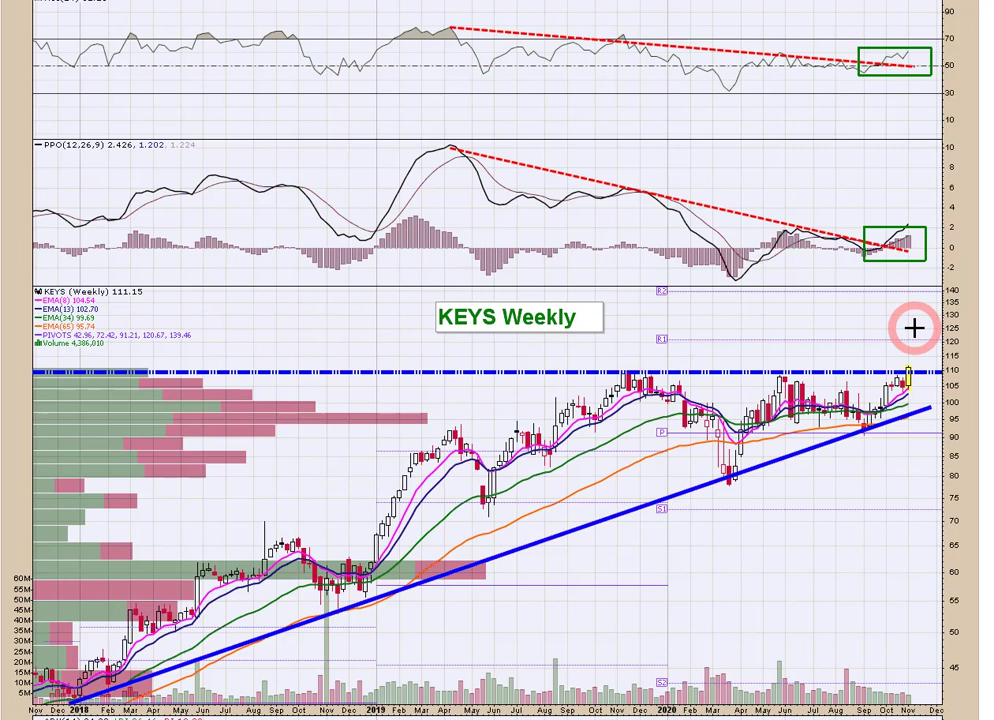 90
70
50
30
10
PPO(12,26,9) 2.426, 1.202, 1.224
10
8
6
4
2
0
-2
KEYS (Weekly) 111.15
EMA(8) 104.54
EMA(13) 102.70
EMA(34) 99.69
EMA(65) 95.74
PIVOTS 42.96, 72.42, 91.21, 120.67, 139.46
Volume 4,386,010
KEYS Weekly
R2
R1
P
S1
S2
140
135
130
125
120
115
110
105
100
95
90
85
80
75
70
65
60
55
50
45
60M
55M
50M
45M
40M
35M
30M
25M
20M
15M
10M
5M
Nov Dec 2018 Feb Mar Apr May Jun Jul Aug Sep Oct Nov Dec 2019 Feb Mar Apr May Jun Jul Aug Sep Oct Nov Dec 2020 Feb Mar Apr May Jun Jul Aug Sep Oct Nov Dec